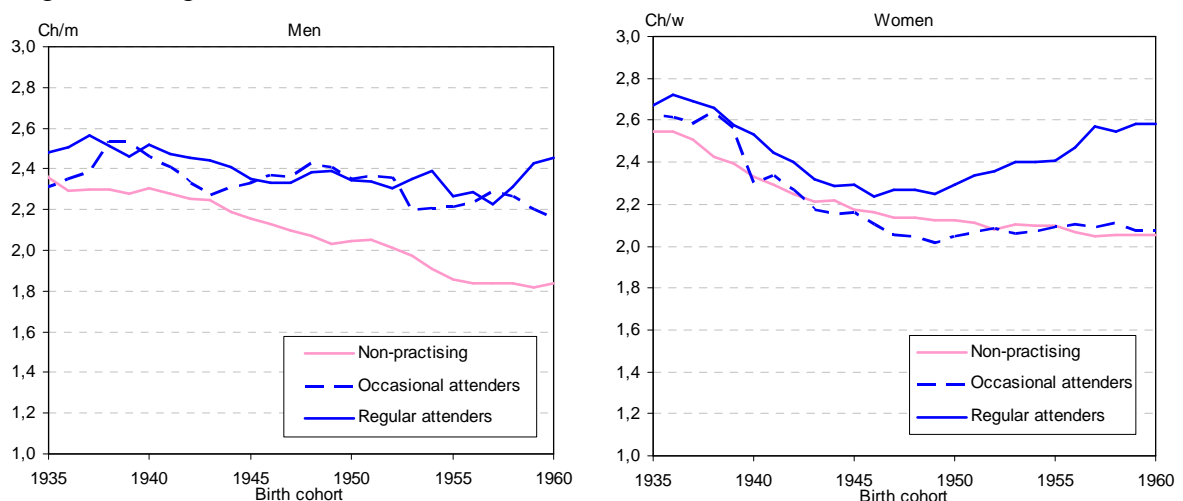 Ch/m
Men
3,0
2,8
2,6
2,4
2,2
2,0
1,8
1,6
1,4
1,2
1,0
Non-practising
Occasional attenders
Regular attenders
1935
1940
1945
1950
1955
1960
Birth cohort
Ch/w
Women
3,0
2,8
2,6
2,4
2,2
2,0
1,8
1,6
1,4
1,2
1,0
Non-practising
Occasional attenders
Regular attenders
1935
1940
1945
1950
1955
1960
Birth cohort